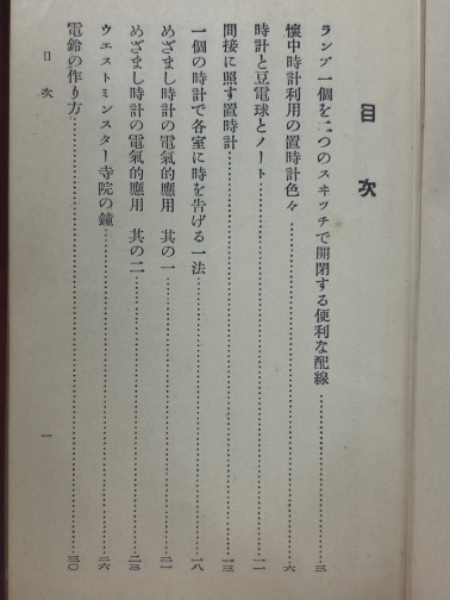 目次
ランプ一個を二つのスヰツチで開閉する便利な配線……三
懷中時計利用の置時計色々……六
時計と豆電球とノート……一一
間接に照す置時計……一三
一個の時計で各室に時を告げる一法……一八
めざまし時計の電氣的應用 其の一……二一
めざまし時計の電氣的應用 其の二……二三
ウエストミンスター寺院の鐘……二六
電鈴の作り方……三〇
目次 一